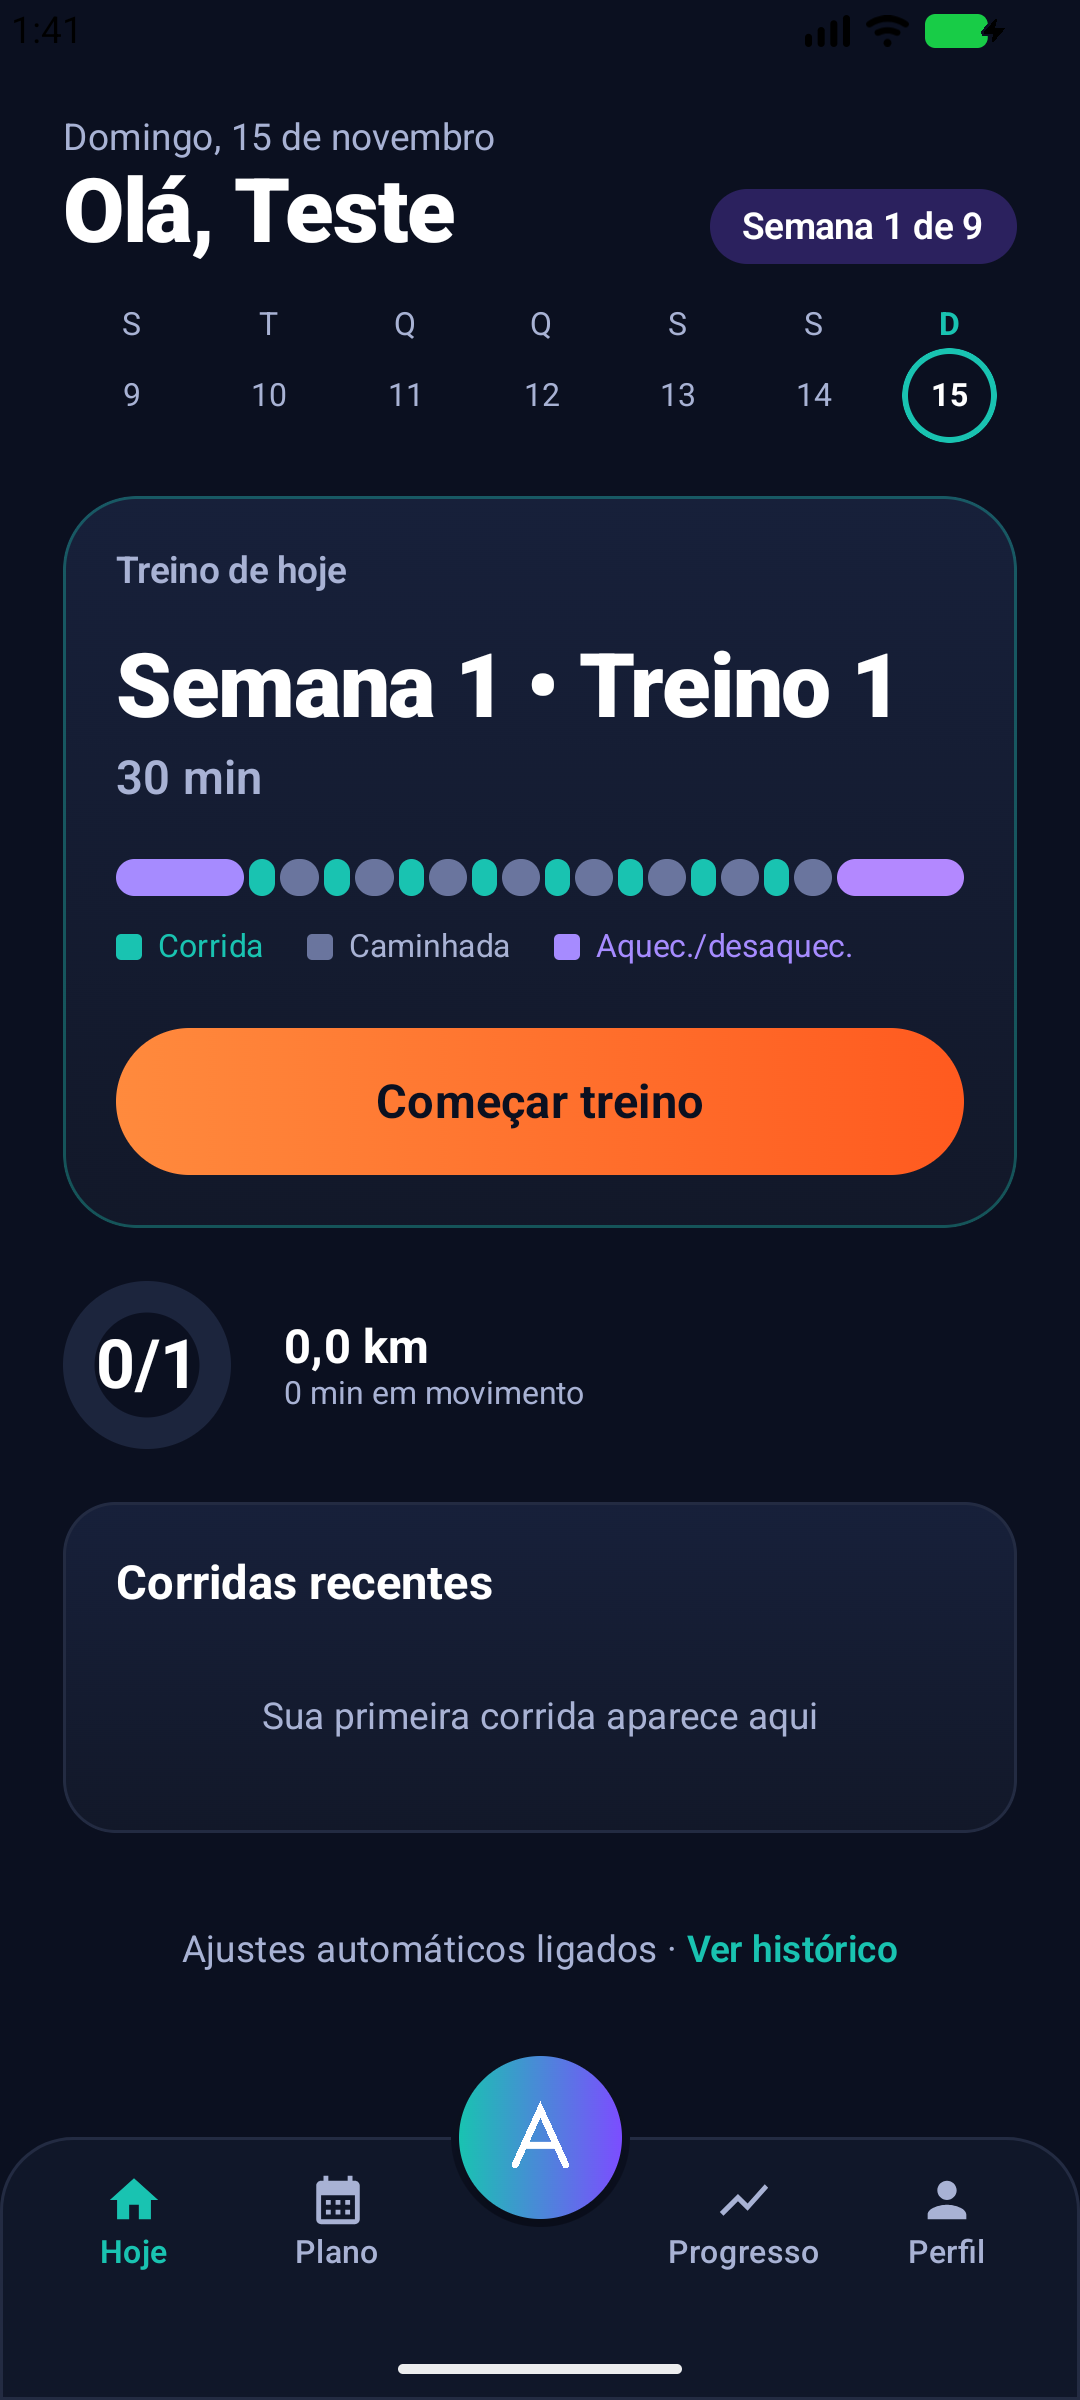 1:41
Domingo, 15 de novembro
Olá, Teste
Semana 1 de 9
S T Q Q S S D
9 10 11 12 13 14 15
Treino de hoje
Semana 1 • Treino 1
30 min
Corrida Caminhada Aquec./desaquec.
Começar treino
0/1
0,0 km
0 min em movimento
Corridas recentes
Sua primeira corrida aparece aqui
Ajustes automáticos ligados · Ver histórico
A
Hoje Plano Progresso Perfil